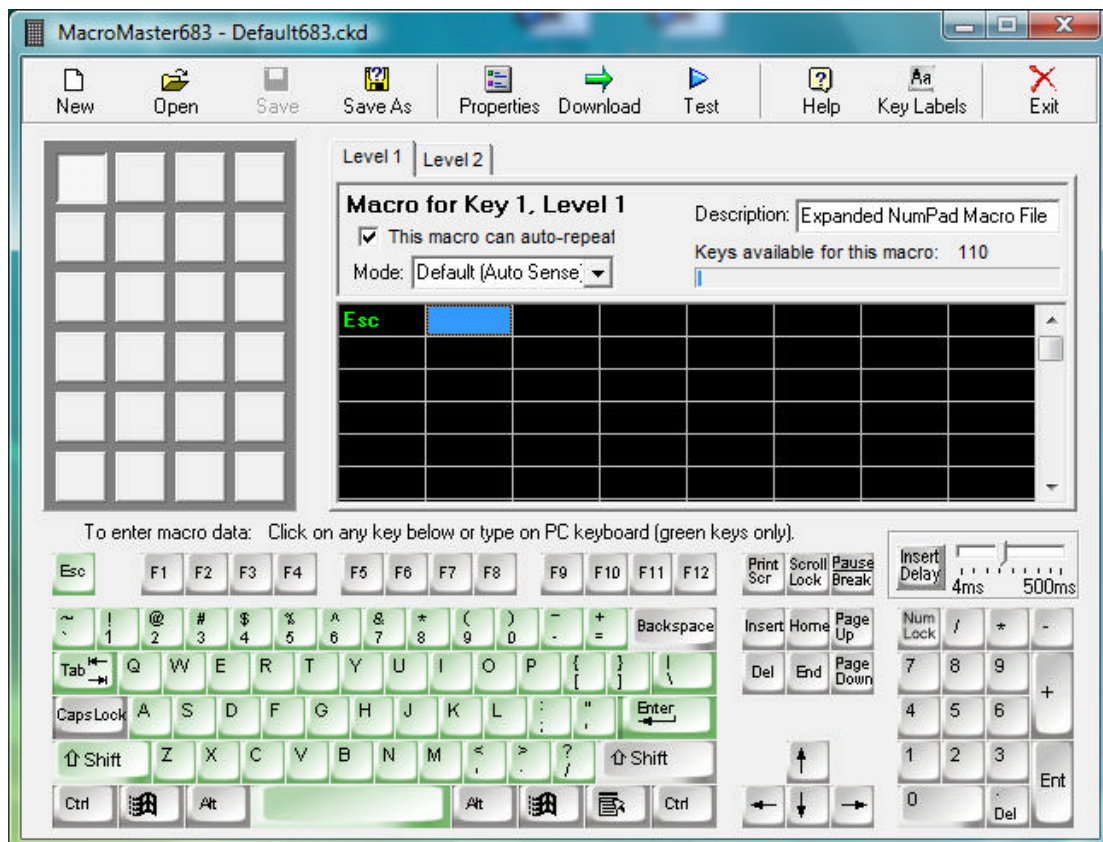 MacroMaster683 - Default683.ckd
New Open Save Save As Properties Download Test Help Key Labels Exit
Level 1 Level 2
Macro for Key 1, Level 1
This macro can auto-repeat
Mode: Default (Auto Sense)
Description: Expanded NumPad Macro File
Keys available for this macro: 110
Esc
To enter macro data: Click on any key below or type on PC keyboard (green keys only).
Esc F1 F2 F3 F4 F5 F6 F7 F8 F9 F10 F11 F12 Print Scr Scroll Lock Pause Break
Insert Delay 4ms 500ms
~ ` ! 1 @ 2 # 3 $ 4 % 5 ^ 6 & 7 * 8 ( 9 ) 0 - - + = Backspace Insert Home Page Up Num Lock / * -
Tab Q W E R T Y U I O P { [ } ] | \ Del End Page Down 7 8 9 +
CapsLock A S D F G H J K L : ; " ' Enter 4 5 6
⇧ Shift Z X C V B N M < , > . ? / ⇧ Shift ↑ 1 2 3 Ent
Ctrl Alt Alt Ctrl ← ↓ → 0 . Del